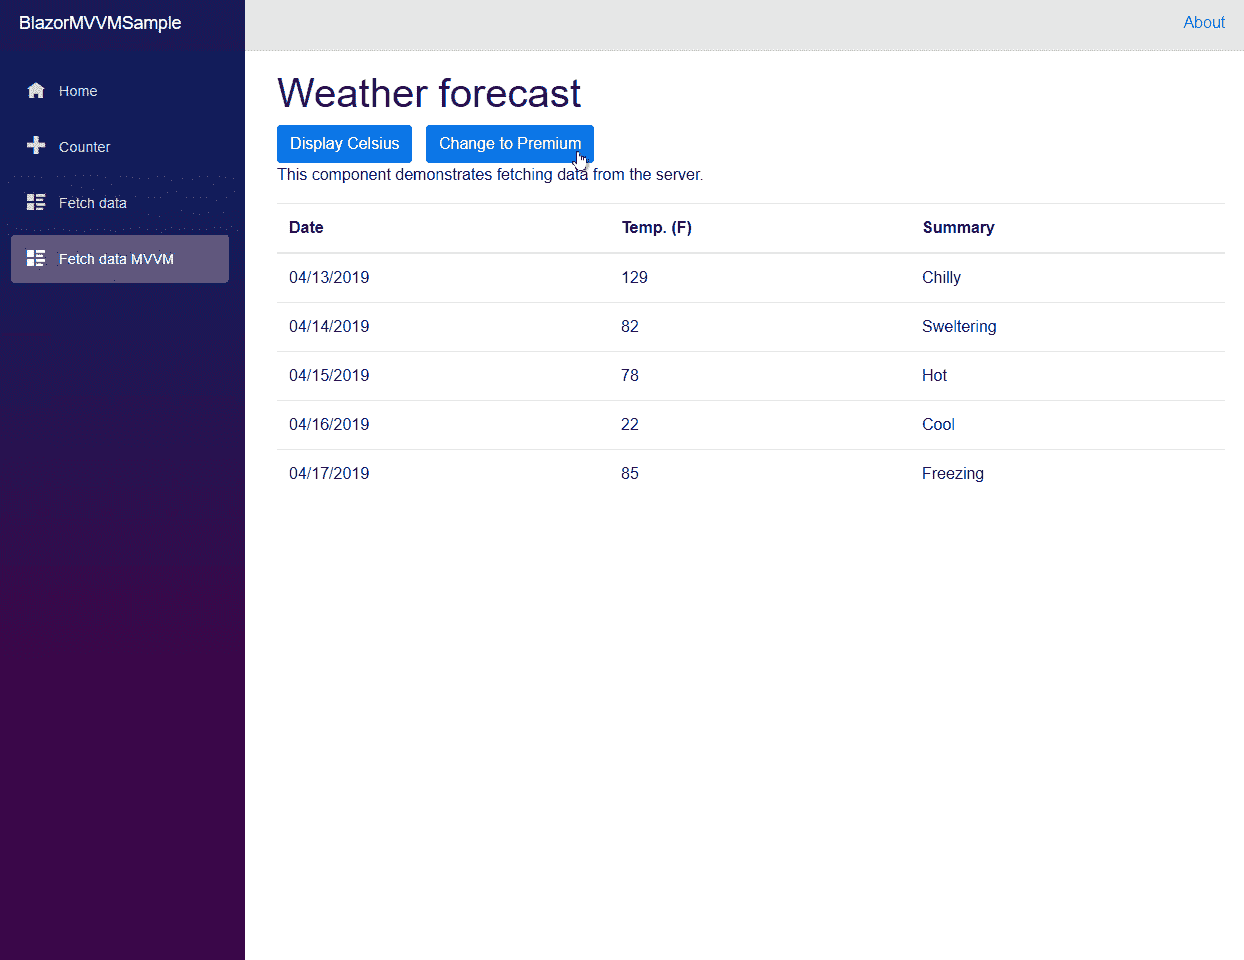 BlazorMVVMSample
About
Home
Counter
Fetch data
Fetch data MVVM
Weather forecast
Display Celsius Change to Premium
This component demonstrates fetching data from the server.
Date Temp. (F) Summary
04/13/2019 129 Chilly
04/14/2019 82 Sweltering
04/15/2019 78 Hot
04/16/2019 22 Cool
04/17/2019 85 Freezing